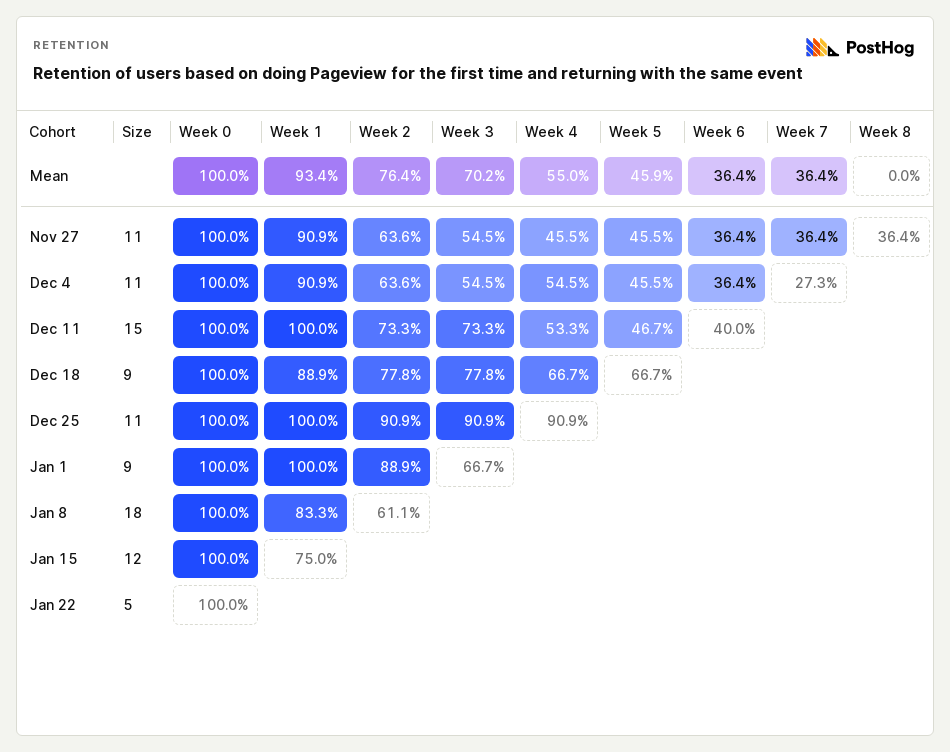 RETENTION
PostHog
Retention of users based on doing Pageview for the first time and returning with the same event
Cohort Size Week 0 Week 1 Week 2 Week 3 Week 4 Week 5 Week 6 Week 7 Week 8
Mean 100.0% 93.4% 76.4% 70.2% 55.0% 45.9% 36.4% 36.4% 0.0%
Nov 27 11 100.0% 90.9% 63.6% 54.5% 45.5% 45.5% 36.4% 36.4% 36.4%
Dec 4 11 100.0% 90.9% 63.6% 54.5% 54.5% 45.5% 36.4% 27.3%
Dec 11 15 100.0% 100.0% 73.3% 73.3% 53.3% 46.7% 40.0%
Dec 18 9 100.0% 88.9% 77.8% 77.8% 66.7% 66.7%
Dec 25 11 100.0% 100.0% 90.9% 90.9% 90.9%
Jan 1 9 100.0% 100.0% 88.9% 66.7%
Jan 8 18 100.0% 83.3% 61.1%
Jan 15 12 100.0% 75.0%
Jan 22 5 100.0%